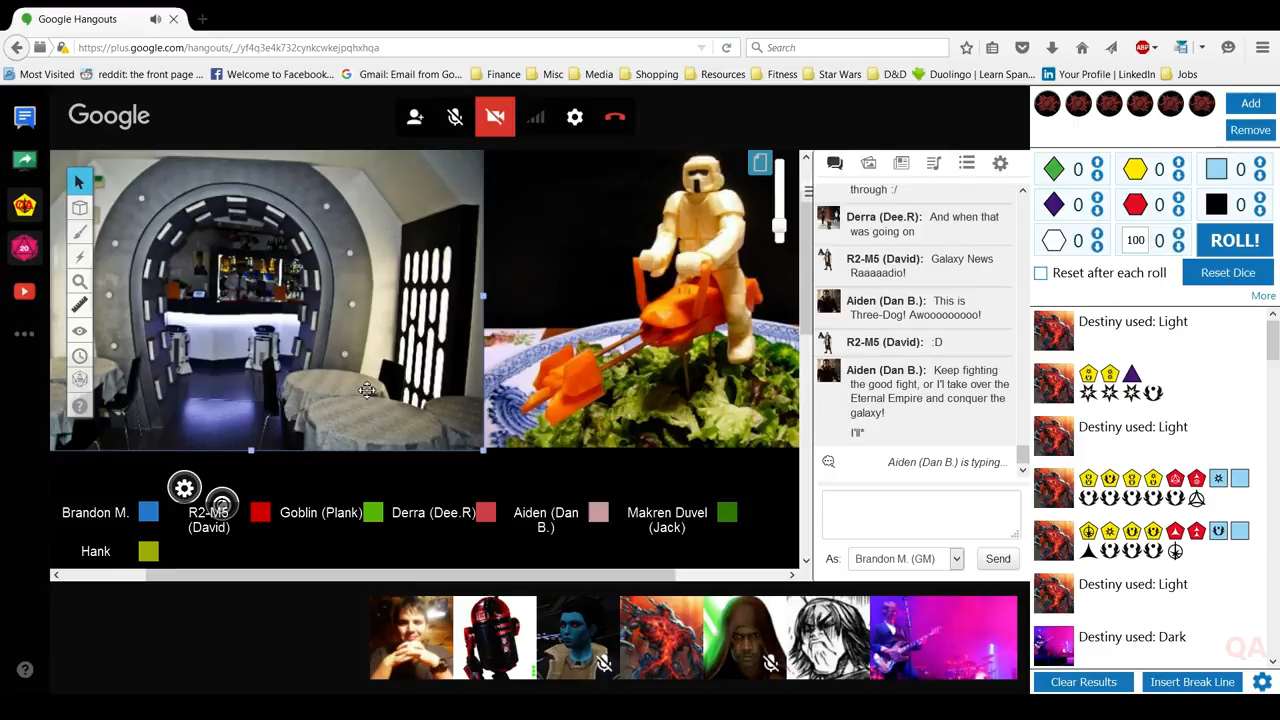 Google Hangouts
https://plus.google.com/hangouts/_/yf4q3e4k732cynkcwkejpqhxhqa
Search
ABP
Most Visited
reddit: the front page ...
Welcome to Facebook...
Gmail: Email from Go...
Finance
Misc
Media
Shopping
Resources
Fitness
Star Wars
D&D
Duolingo | Learn Span...
Your Profile | LinkedIn
Jobs
Google
through :/
Derra (Dee.R): And when that
was going on
R2-M5 (David): Galaxy News
Raaaaadio!
Aiden (Dan B.): This is
Three-Dog! Awooooooooo!
R2-M5 (David): :D
Aiden (Dan B.): Keep fighting
the good fight, or I'l take over the
Eternal Empire and conquer the
galaxy!
I'll*
Aiden (Dan B.) is typing...
As: Brandon M. (GM)
Send
Brandon M.
R2-M5
(David)
Goblin (Plank)
Derra (Dee.R)
Aiden (Dan
B.)
Makren Duvel
(Jack)
Hank
20
Add
Remove
0 0 0
0 0 0
0 100 0
ROLL!
Reset after each roll
Reset Dice
More
Destiny used: Light
Destiny used: Light
Destiny used: Light
Destiny used: Dark
QA
Clear Results
Insert Break Line